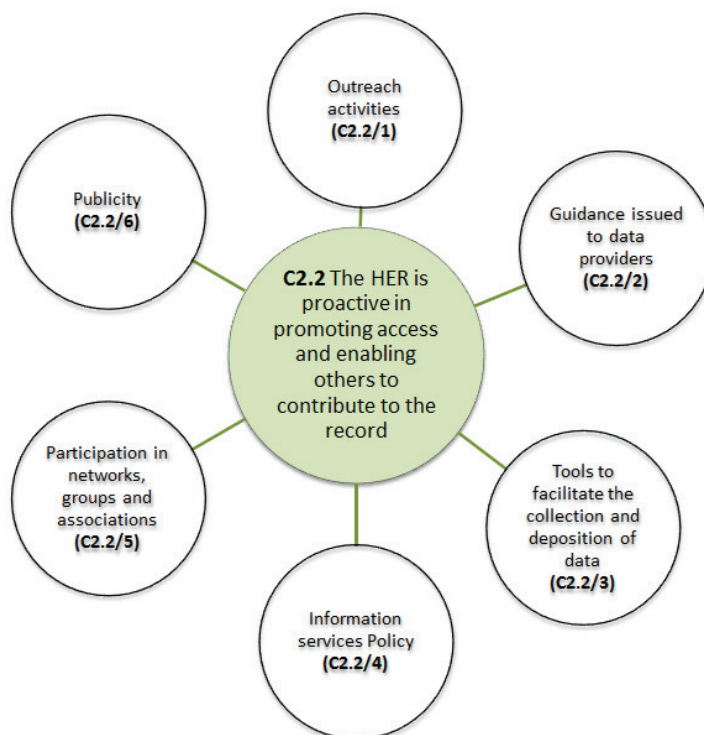 Outreach
activities
(C2.2/1)
Publicity
(C2.2/6)
Guidance issued
to data
providers
(C2.2/2)
C2.2 The HER is
proactive in
promoting access
and enabling
others to
contribute to the
record
Participation in
networks,
groups and
associations
(C2.2/5)
Tools to
facilitate the
collection and
deposition of
data
(C2.2/3)
Information
services Policy
(C2.2/4)